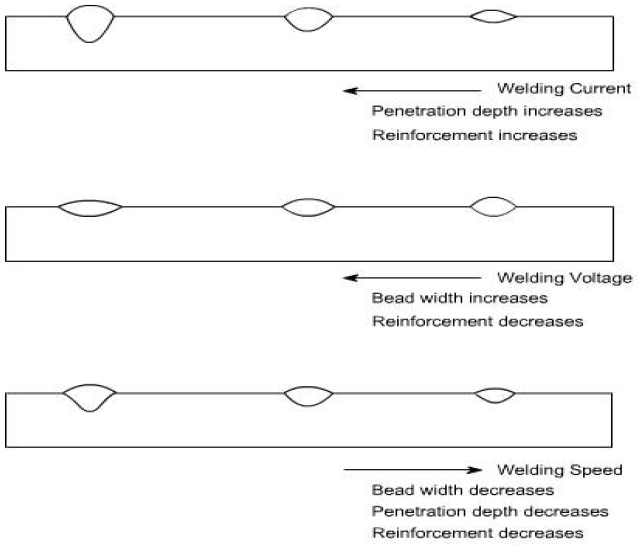 Welding Current
Penetration depth increases
Reinforcement increases
Welding Voltage
Bead width increases
Reinforcement decreases
Welding Speed
Bead width decreases
Penetration depth decreases
Reinforcement decreases